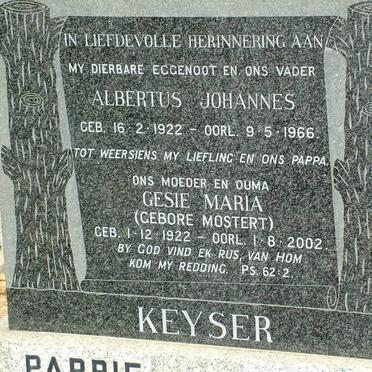 IN LIEFDEVOLLE HERINNERING AAN
MY DIERBARE EGGENOOT EN ONS VADER
ALBERTUS JOHANNES
GEB. 16·2·1922 – OORL. 9·5·1966.
TOT WEERSIENS MY LIEFLING EN ONS PAPPA.
ONS MOEDER EN OUMA
GESIE MARIA
(GEBORE MOSTERT)
GEB. 1·12·1922 – OORL. 1·8·2002.
BY GOD VIND EK RUS, VAN HOM
KOM MY REDDING. PS. 62:2.
KEYSER
PAPPIE